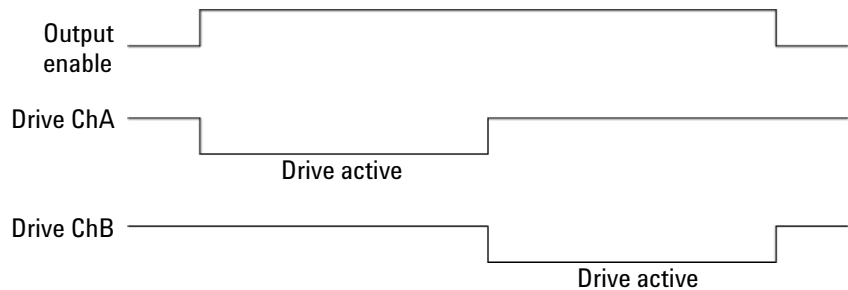 Output
enable
Drive ChA
Drive active
Drive ChB
Drive active